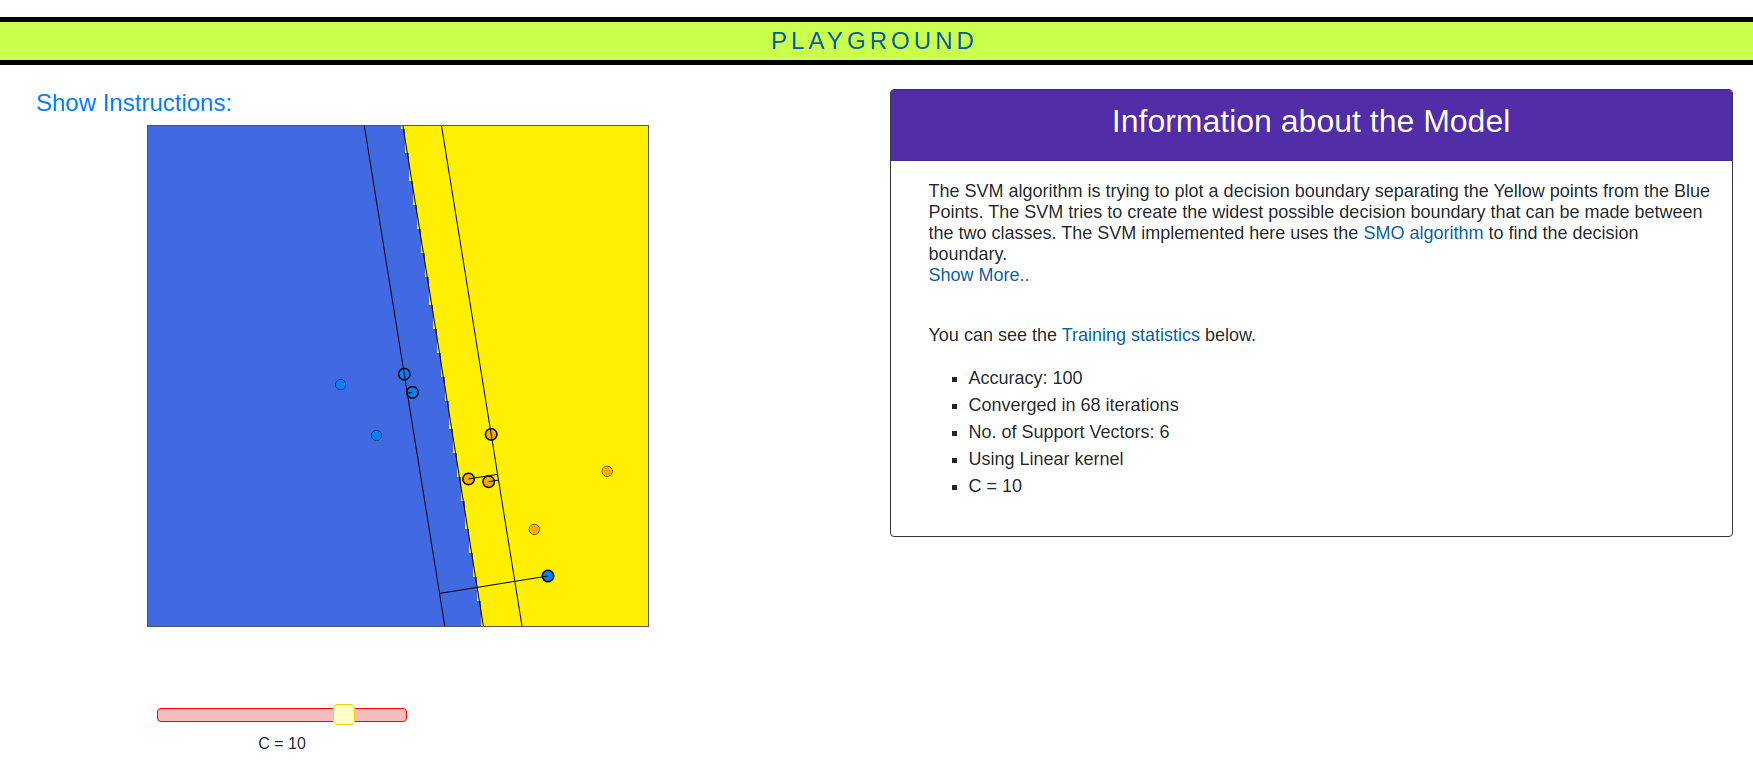 PLAYGROUND
Show Instructions:
Information about the Model
The SVM algorithm is trying to plot a decision boundary separating the Yellow points from the Blue
Points. The SVM tries to create the widest possible decision boundary that can be made between
the two classes. The SVM implemented here uses the SMO algorithm to find the decision
boundary.
Show More..
You can see the Training statistics below.
Accuracy: 100
Converged in 68 iterations
No. of Support Vectors: 6
Using Linear kernel
C = 10
C = 10